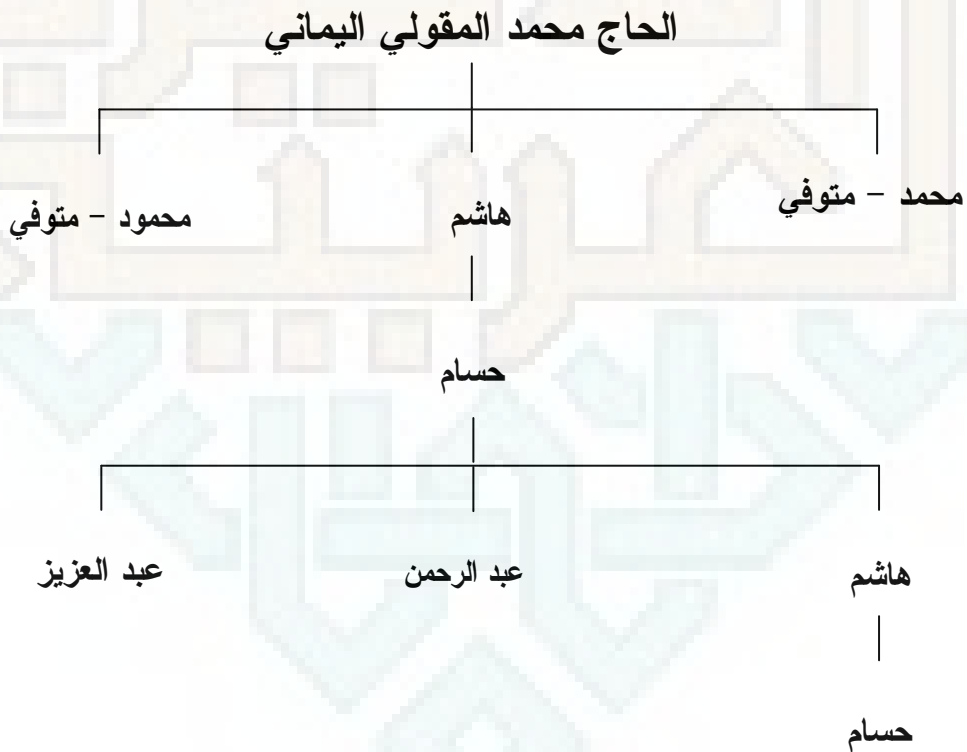 الحاج محمد المقولي اليماني
محمد - متوفي
هاشم
محمود - متوفي
حسام
هاشم
عبد الرحمن
عبد العزيز
حسام